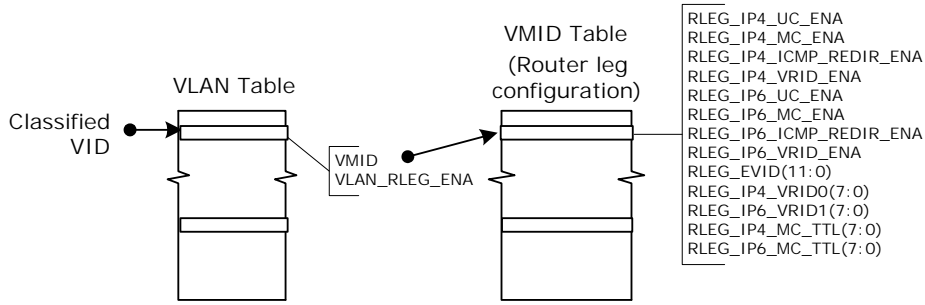 Classified
VID
VLAN Table
VMID
VLAN_RLEG_ENA
VMID Table
(Router leg
configuration)
RLEG_IP4_UC_ENA
RLEG_IP4_MC_ENA
RLEG_IP4_ICMP_REDIR_ENA
RLEG_IP4_VRID_ENA
RLEG_IP6_UC_ENA
RLEG_IP6_MC_ENA
RLEG_IP6_ICMP_REDIR_ENA
RLEG_IP6_VRID_ENA
RLEG_EVID(11:0)
RLEG_IP4_VRID0(7:0)
RLEG_IP6_VRID1(7:0)
RLEG_IP4_MC_TTL(7:0)
RLEG_IP6_MC_TTL(7:0)